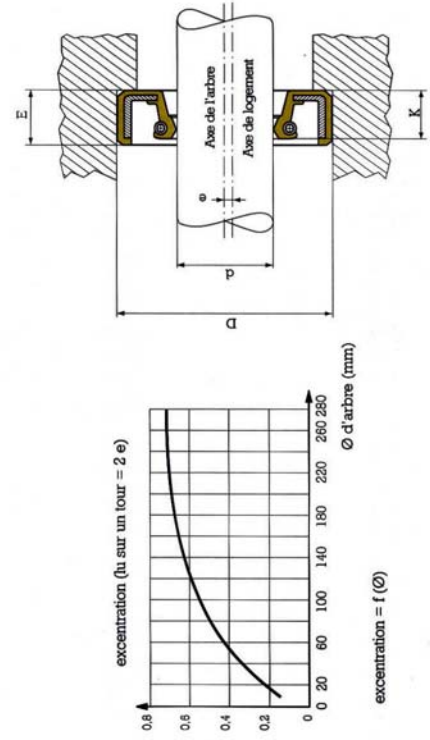 E
Axe de l'arbre
Axe de logement
K
e
d
D
excentration (lu sur un tour = 2 e)
0,8
0,6
0,4
0,2
0
0 20 60 100 140 180 220 260 280
Ø d'arbre (mm)
excentration = f (Ø)